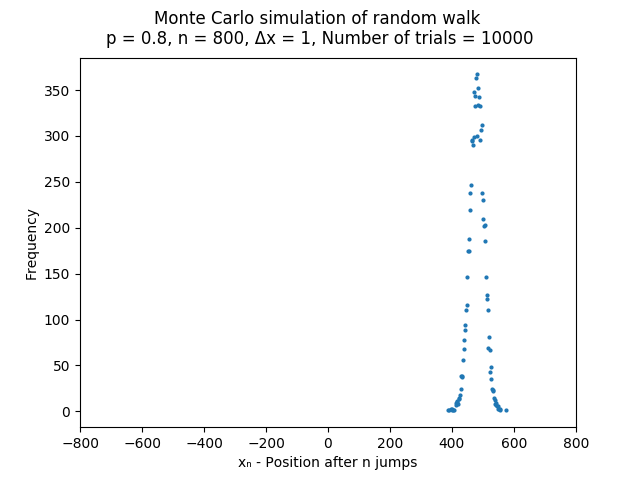 Monte Carlo simulation of random walk
p = 0.8, n = 800, Δx = 1, Number of trials = 10000
350
300
250
200
150
100
50
0
Frequency
−800 −600 −400 −200 0 200 400 600 800
xₙ - Position after n jumps